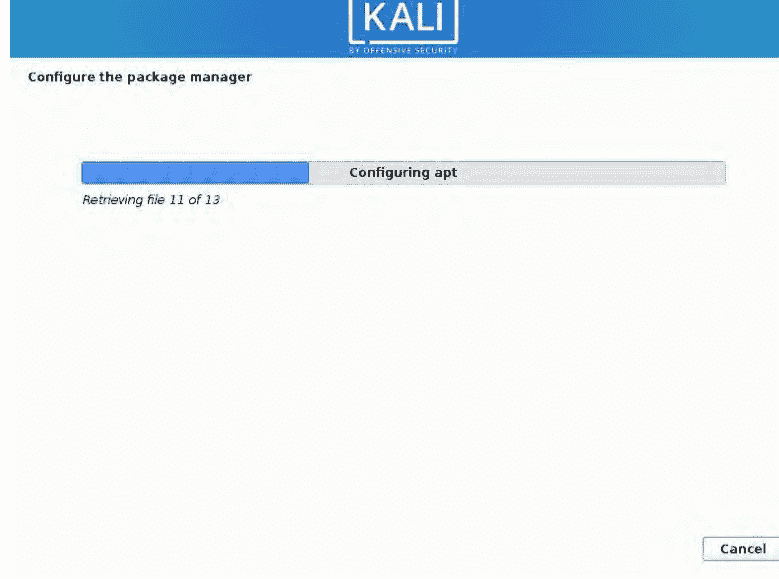 KALI
BY OFFENSIVE SECURITY
Configure the package manager
Configuring apt
Retrieving file 11 of 13
Cancel